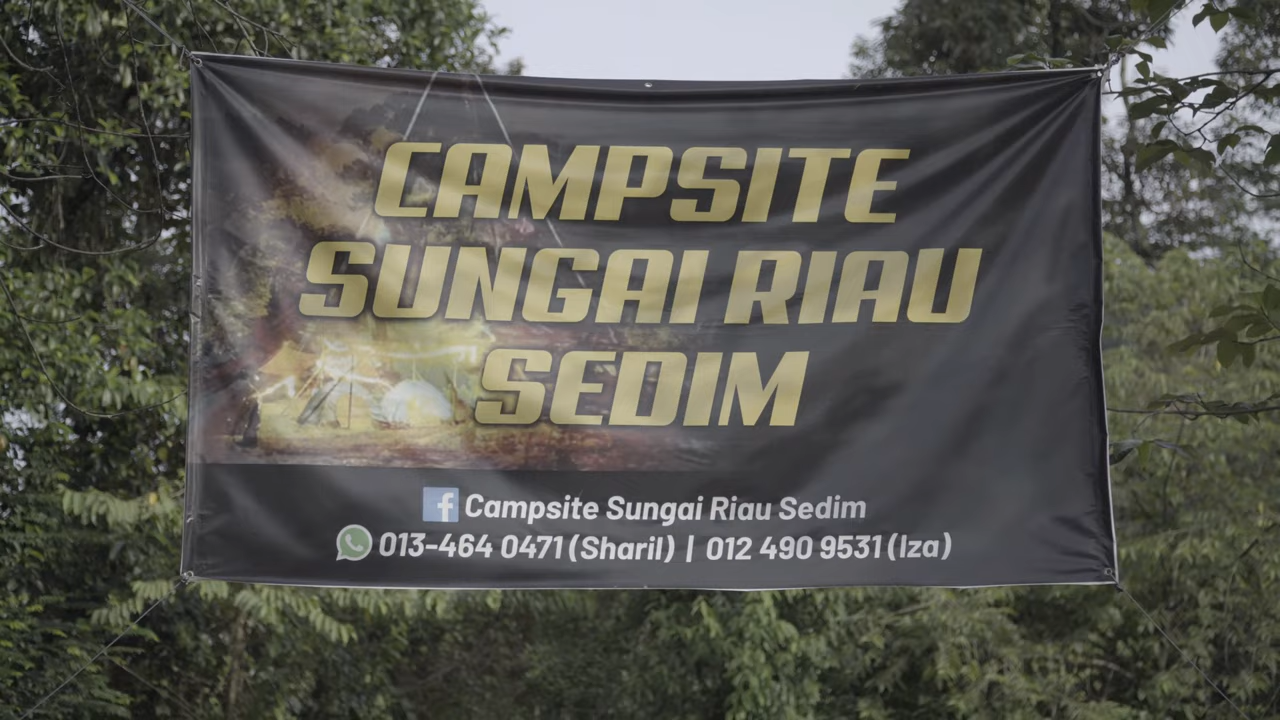 CAMPSITE
SUNGAI RIAU
SEDIM
f Campsite Sungai Riau Sedim
013-464 0471 (Sharil) | 012 490 9531 (Iza)